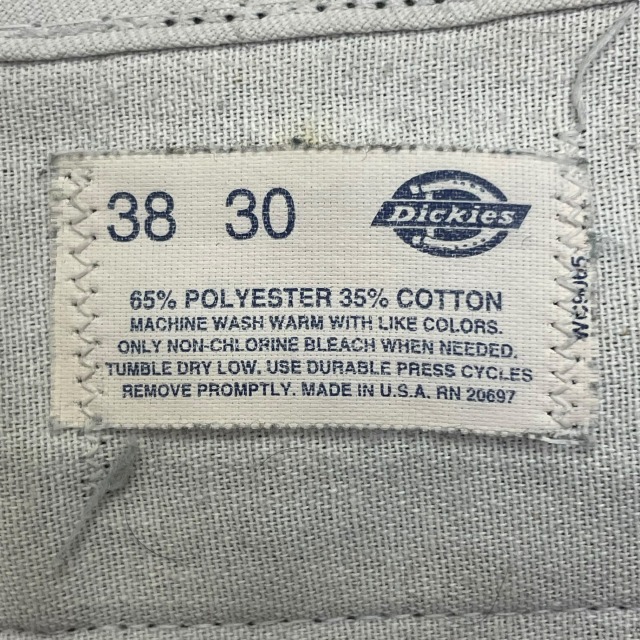 38 30 Dickies
65% POLYESTER 35% COTTON
MACHINE WASH WARM WITH LIKE COLORS.
ONLY NON-CHLORINE BLEACH WHEN NEEDED.
TUMBLE DRY LOW. USE DURABLE PRESS CYCLES
REMOVE PROMPTLY. MADE IN U.S.A. RN 20697